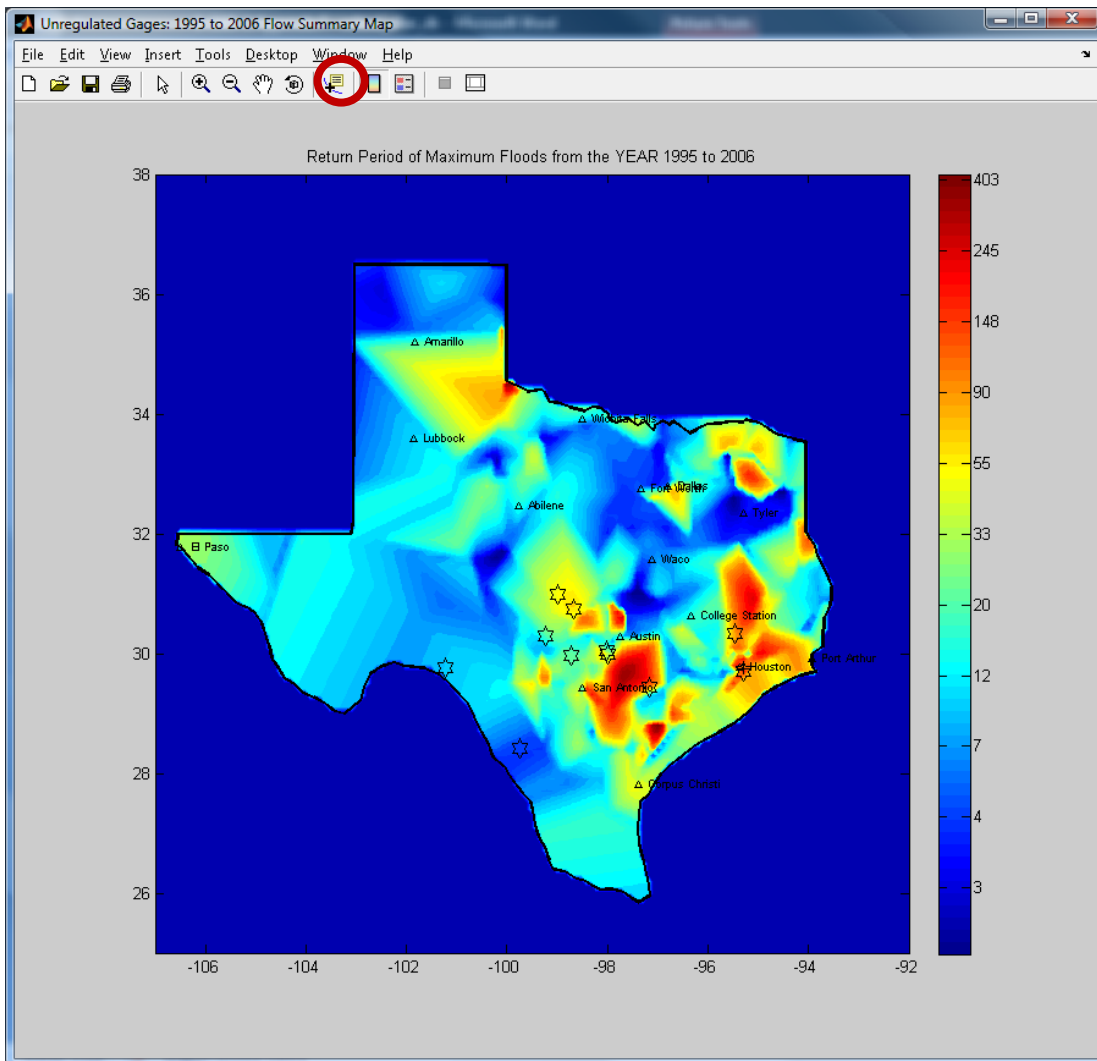 Unregulated Gages: 1995 to 2006 Flow Summary Map
File Edit View Insert Tools Desktop Window Help
Return Period of Maximum Floods from the YEAR 1995 to 2006
38
36
34
32
30
28
26
-106 -104 -102 -100 -98 -96 -94 -92
403
245
148
90
55
33
20
12
7
4
3
Amarillo
Wichita Falls
Lubbock
Dallas
Fort Worth
Abilene
Tyler
Paso
Waco
College Station
Austin
Port Arthur
Houston
San Antonio
Corpus Christi